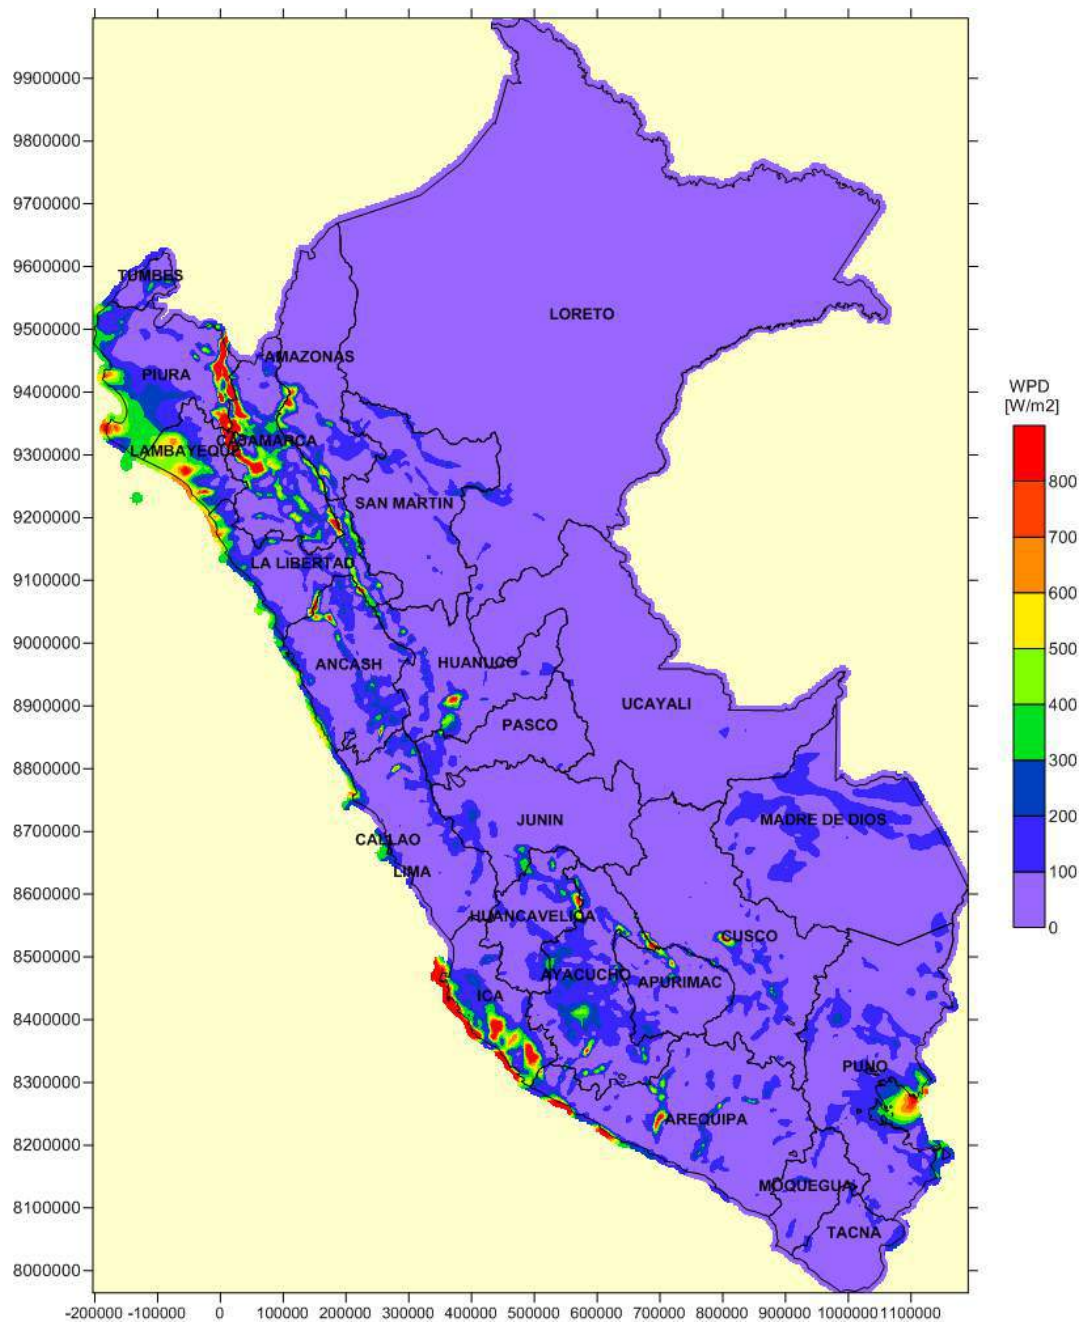 9900000
9800000
9700000
9600000
9500000
9400000
9300000
9200000
9100000
9000000
8900000
8800000
8700000
8600000
8500000
8400000
8300000
8200000
8100000
8000000
TUMBES
LORETO
AMAZONAS
PIURA
CAJAMARCA
LAMBAYEQUE
SAN MARTIN
LA LIBERTAD
ANCASH
HUANUCO
UCAYALI
PASCO
JUNIN
MADRE DE DIOS
CALLAO
LIMA
HUANCAVELICA
CUSCO
AYACUCHO
APURIMAC
ICA
PUNO
AREQUIPA
MOQUEGUA
TACNA
WPD
[W/m2]
800
700
600
500
400
300
200
100
0
-200000 -100000 0 100000 200000 300000 400000 500000 600000 700000 800000 900000 1000000 1100000